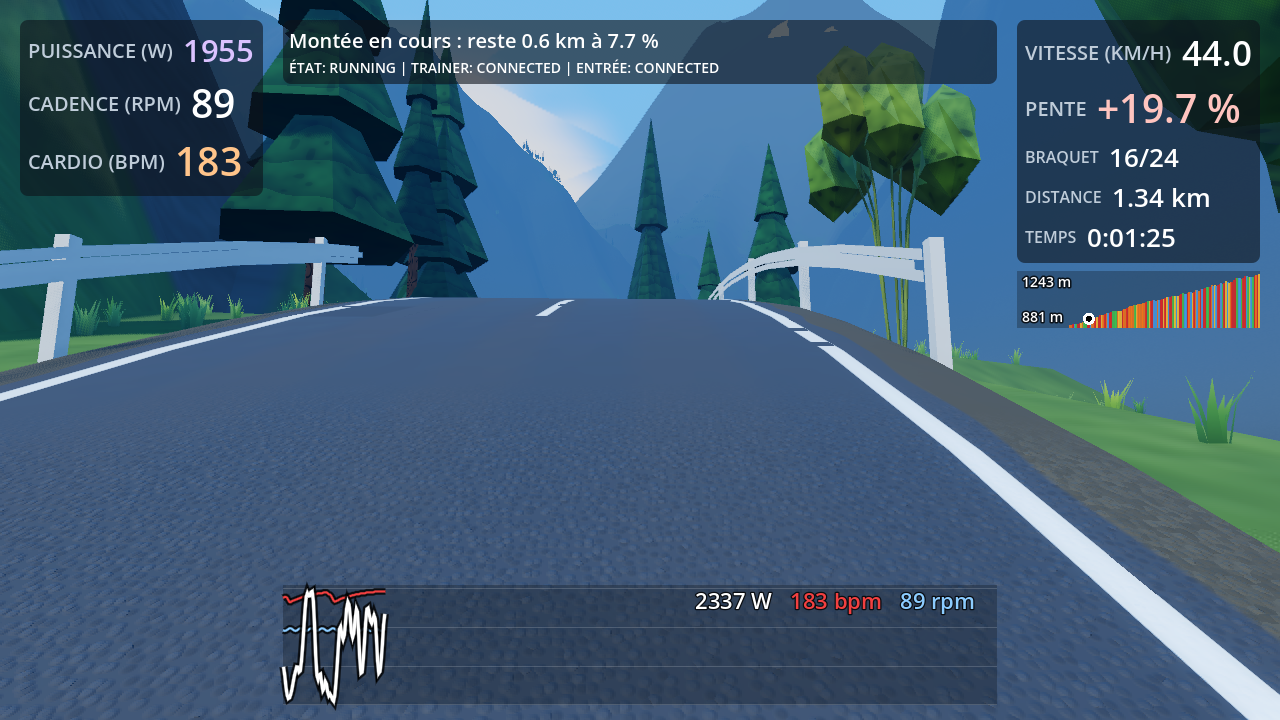 PUISSANCE (W) 1955
CADENCE (RPM) 89
CARDIO (BPM) 183
Montée en cours : reste 0.6 km à 7.7 %
ÉTAT: RUNNING | TRAINER: CONNECTED | ENTRÉE: CONNECTED
VITESSE (KM/H) 44.0
PENTE +19.7 %
BRAQUET 16/24
DISTANCE 1.34 km
TEMPS 0:01:25
1243 m
881 m
2337 W 183 bpm 89 rpm